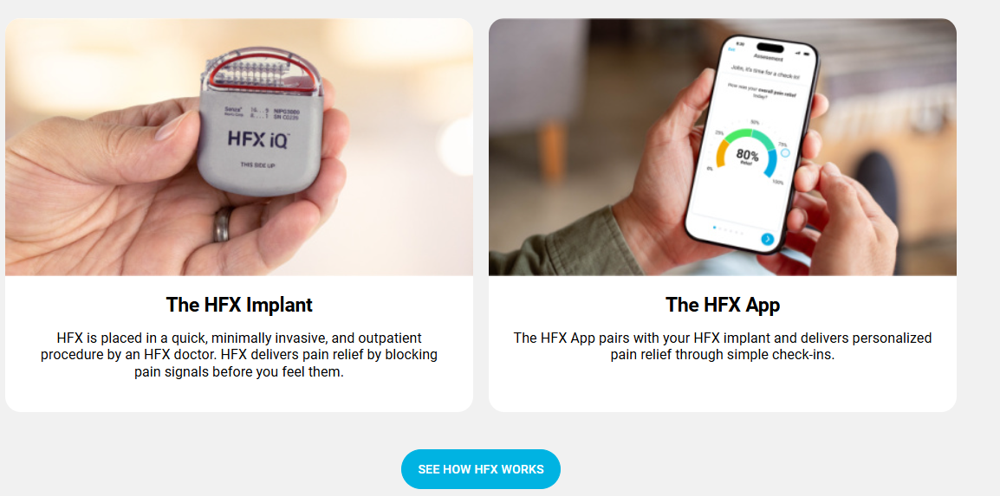 Senza
NIPG3000
HFX iQ™
THIS SIDE UP
The HFX Implant
HFX is placed in a quick, minimally invasive, and outpatient
procedure by an HFX doctor. HFX delivers pain relief by blocking
pain signals before you feel them.
Assessment
John, it's time for a check-in!
How was your overall pain relief
today?
50%
25%
75%
80%
Relief
0%
100%
The HFX App
The HFX App pairs with your HFX implant and delivers personalized
pain relief through simple check-ins.
SEE HOW HFX WORKS